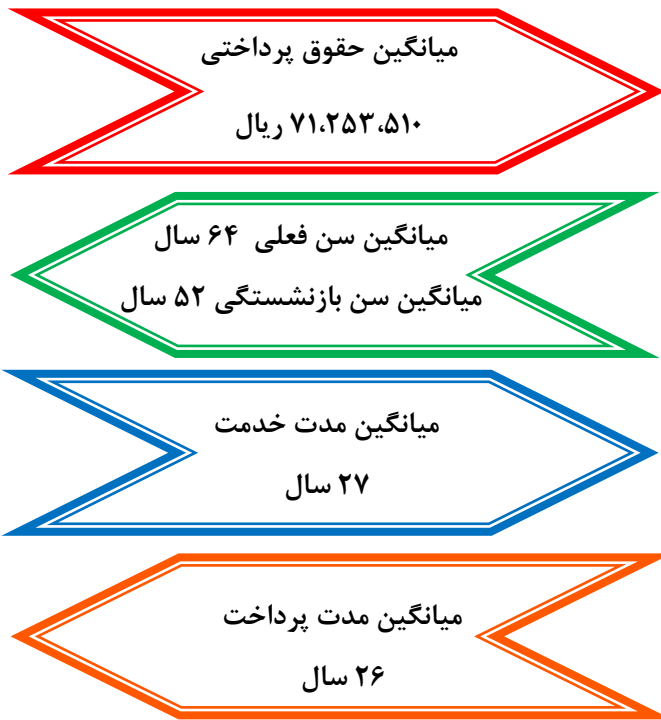 میانگین حقوق پرداختی
۷۱،۲۵۳،۵۱۰ ریال
میانگین سن فعلی ۶۴ سال
میانگین سن بازنشستگی ۵۲ سال
میانگین مدت خدمت
۲۷ سال
میانگین مدت پرداخت
۲۶ سال